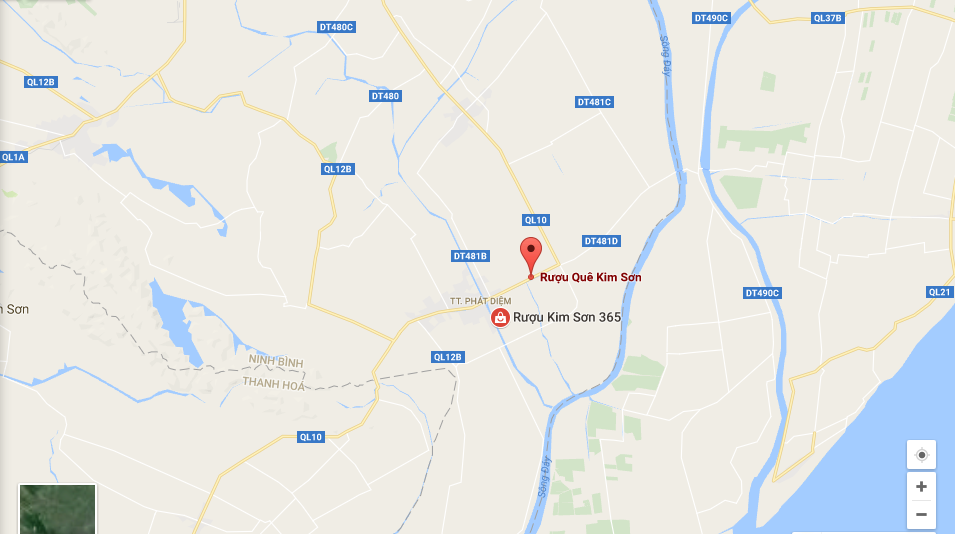 DT490C
QL37B
DT480C
Sông Đáy
QL12B
DT480
DT481C
QL1A
QL12B
QL10
DT481D
DT481B
Rượu Quê Kim Sơn
QL21
DT490C
TT. PHÁT DIỆM
n Sơn
Rượu Kim Sơn 365
QL12B
NINH BÌNH
THANH HOÁ
QL10
Sông Đáy
+
−